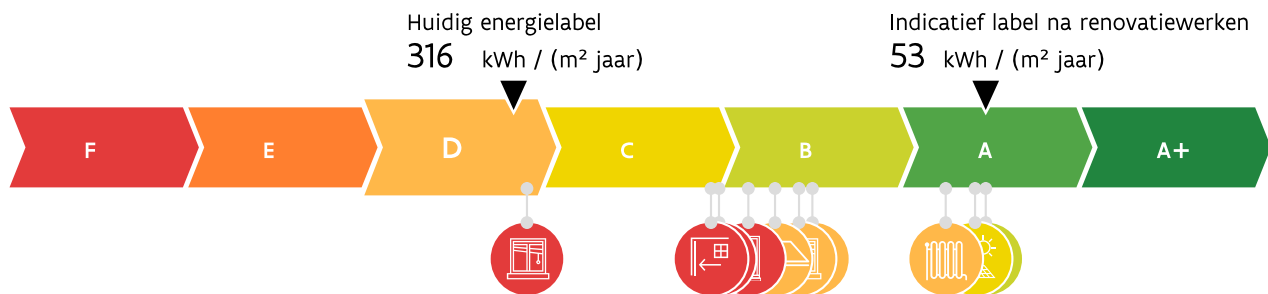 Huidig energielabel
316 kWh / (m² jaar)
Indicatief label na renovatiewerken
53 kWh / (m² jaar)
F E D C B A A+